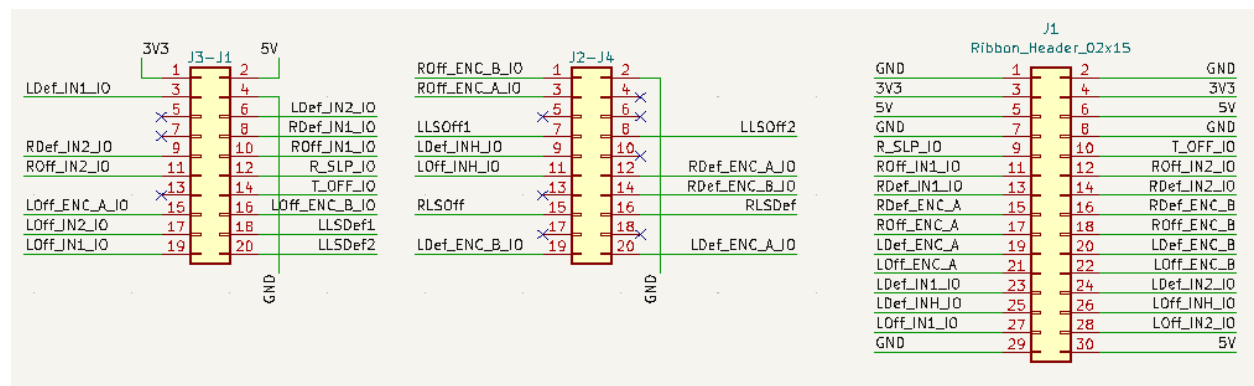 3V3 5V
J3-J1
1 2
LDef_IN1_IO 3 4
5 6 LDef_IN2_IO
7 8 RDef_IN1_IO
RDef_IN2_IO 9 10 ROff_IN1_IO
ROff_IN2_IO 11 12 R_SLP_IO
13 14 T_OFF_IO
LOff_ENC_A_IO 15 16 LOff_ENC_B_IO
LOff_IN2_IO 17 18 LLSDef1
LOff_IN1_IO 19 20 LLSDef2
GND
J2-J4
ROff_ENC_B_IO 1 2
ROff_ENC_A_IO 3 4
5 6
LLSOff1 7 8 LLSOff2
LDef_INH_IO 9 10
LOff_INH_IO 11 12 RDef_ENC_A_IO
13 14 RDef_ENC_B_IO
RLSOff 15 16 RLSDef
17 18
LDef_ENC_B_IO 19 20 LDef_ENC_A_IO
GND
J1
Ribbon_Header_02x15
GND 1 2 GND
3V3 3 4 3V3
5V 5 6 5V
GND 7 8 GND
R_SLP_IO 9 10 T_OFF_IO
ROff_IN1_IO 11 12 ROff_IN2_IO
RDef_IN1_IO 13 14 RDef_IN2_IO
RDef_ENC_A 15 16 RDef_ENC_B
ROff_ENC_A 17 18 ROff_ENC_B
LDef_ENC_A 19 20 LDef_ENC_B
LOff_ENC_A 21 22 LOff_ENC_B
LDef_IN1_IO 23 24 LDef_IN2_IO
LDef_INH_IO 25 26 LOff_INH_IO
LOff_IN1_IO 27 28 LOff_IN2_IO
GND 29 30 5V